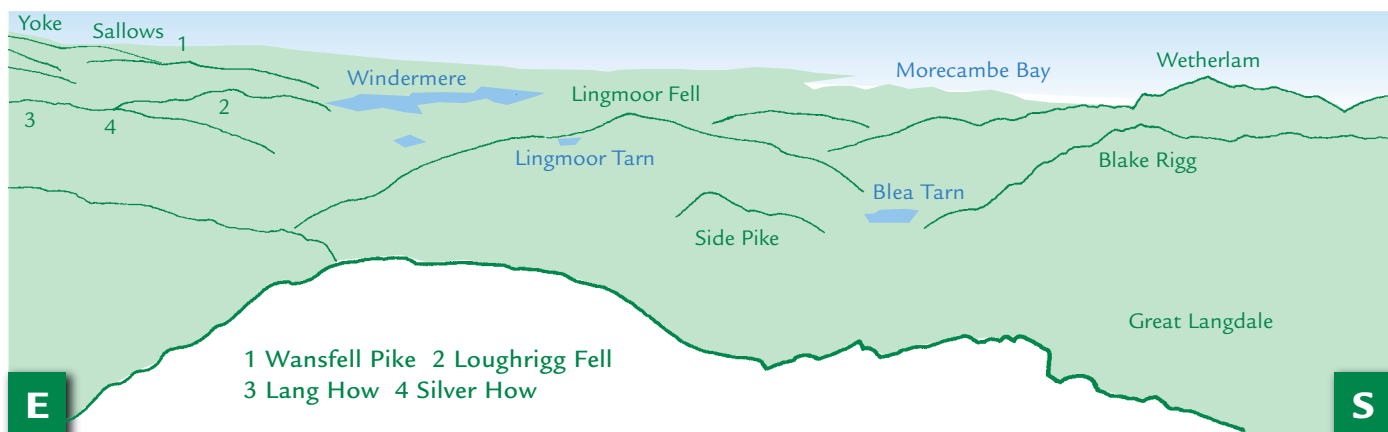 Yoke
Sallows
1
Windermere
Morecambe Bay
Wetherlam
Lingmoor Fell
2
3
4
Lingmoor Tarn
Blake Rigg
Blea Tarn
Side Pike
Great Langdale
1 Wansfell Pike 2 Loughrigg Fell
3 Lang How 4 Silver How
E
S